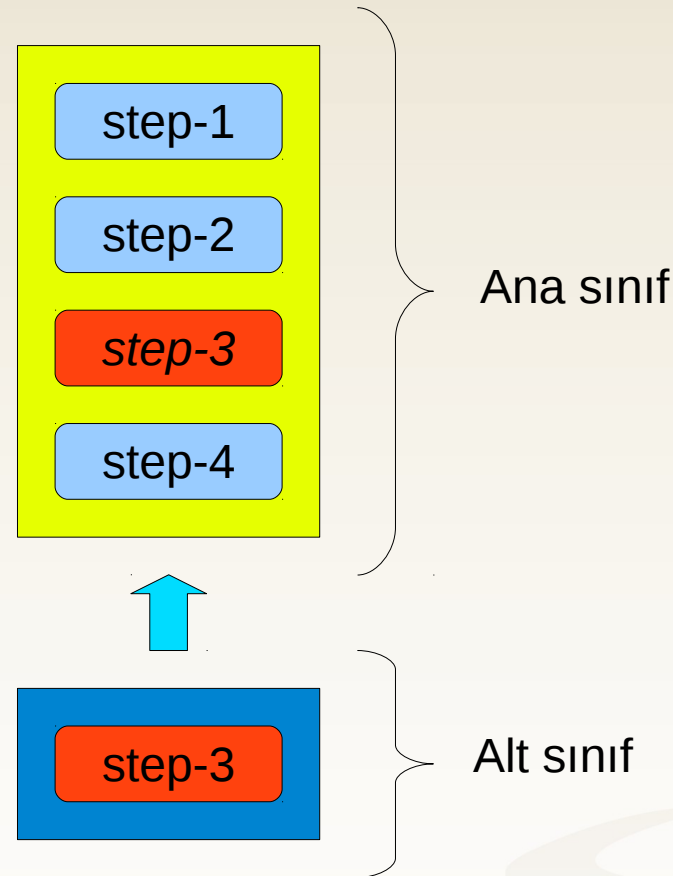 step-1
step-2
step-3
step-4
Ana sınıf
step-3
Alt sınıf